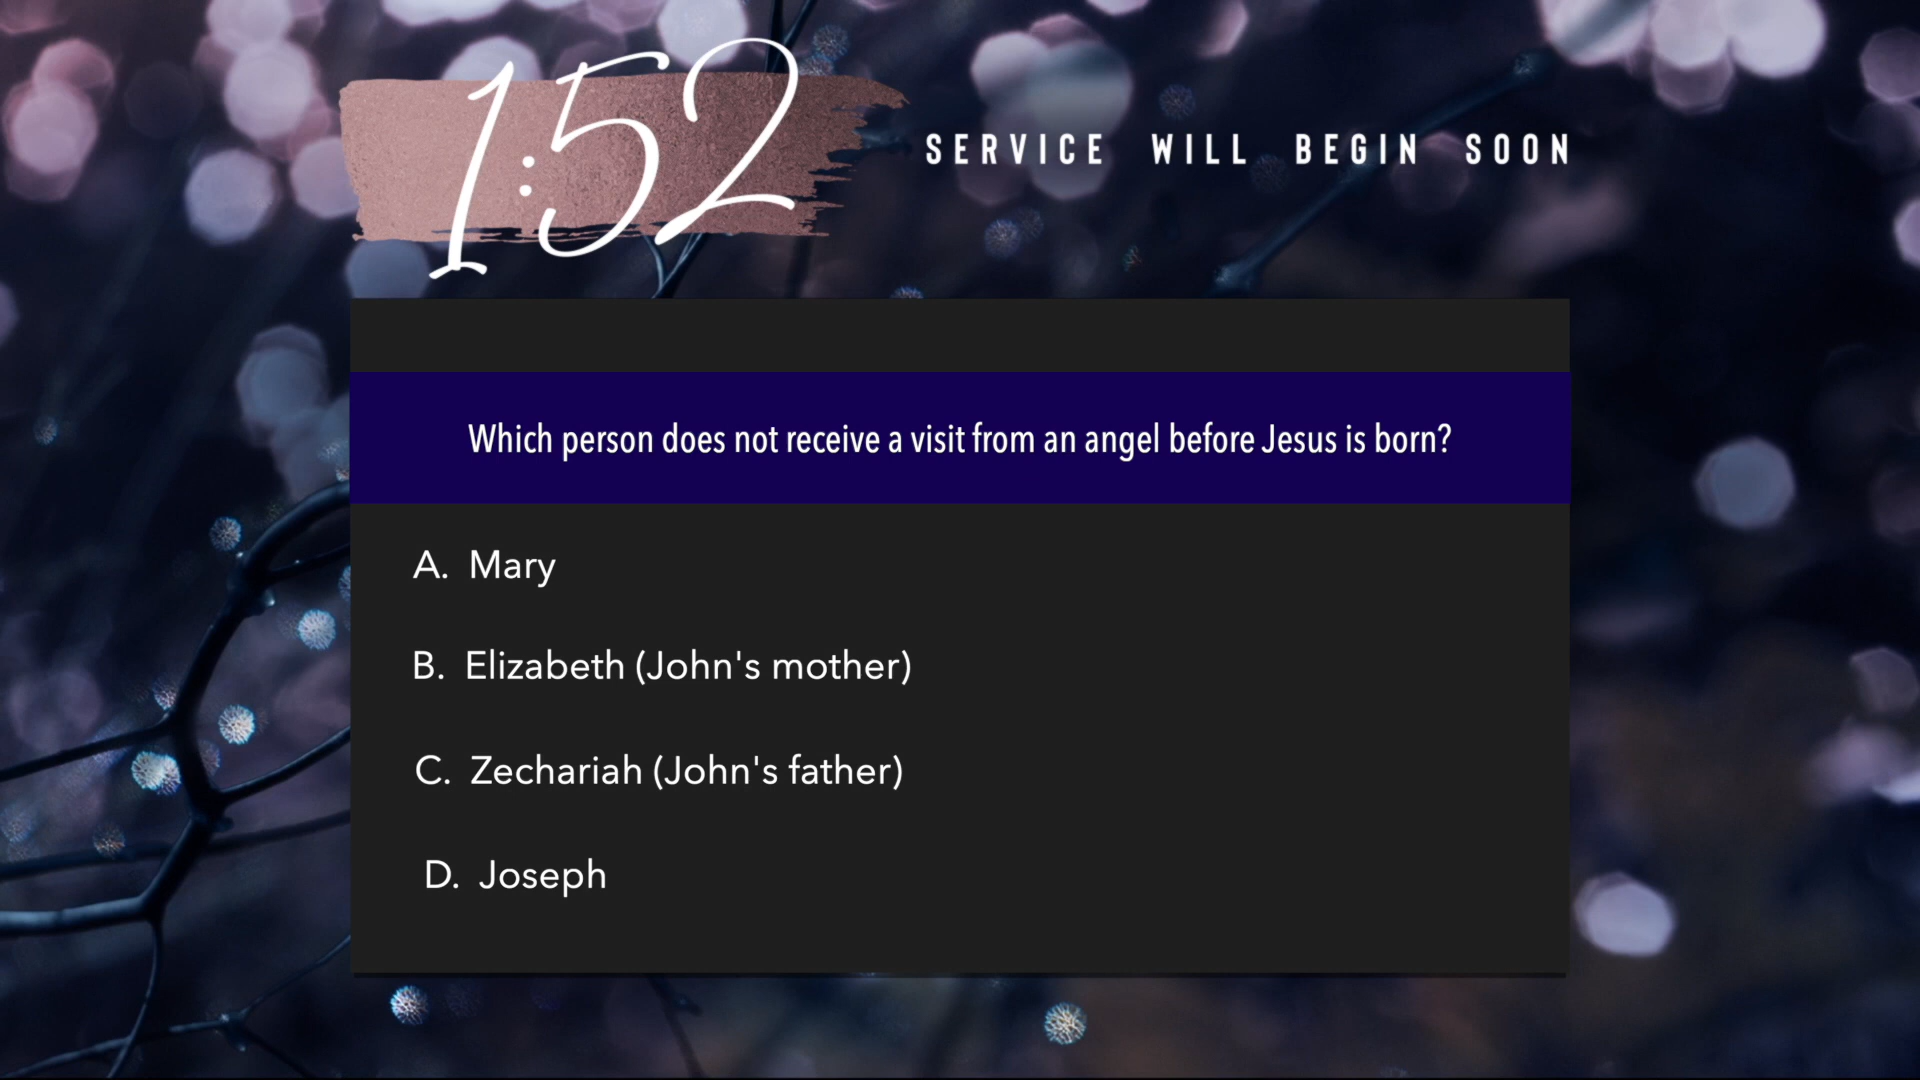 1:52
SERVICE WILL BEGIN SOON
Which person does not receive a visit from an angel before Jesus is born?
A. Mary
B. Elizabeth (John's mother)
C. Zechariah (John's father)
D. Joseph